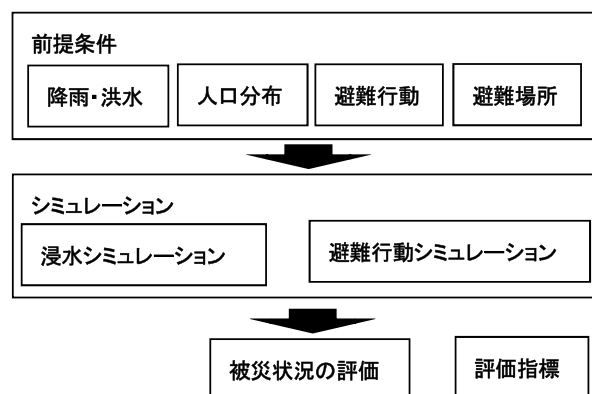 前提条件
降雨・洪水
人口分布
避難行動
避難場所
シミュレーション
浸水シミュレーション
避難行動シミュレーション
被災状況の評価
評価指標